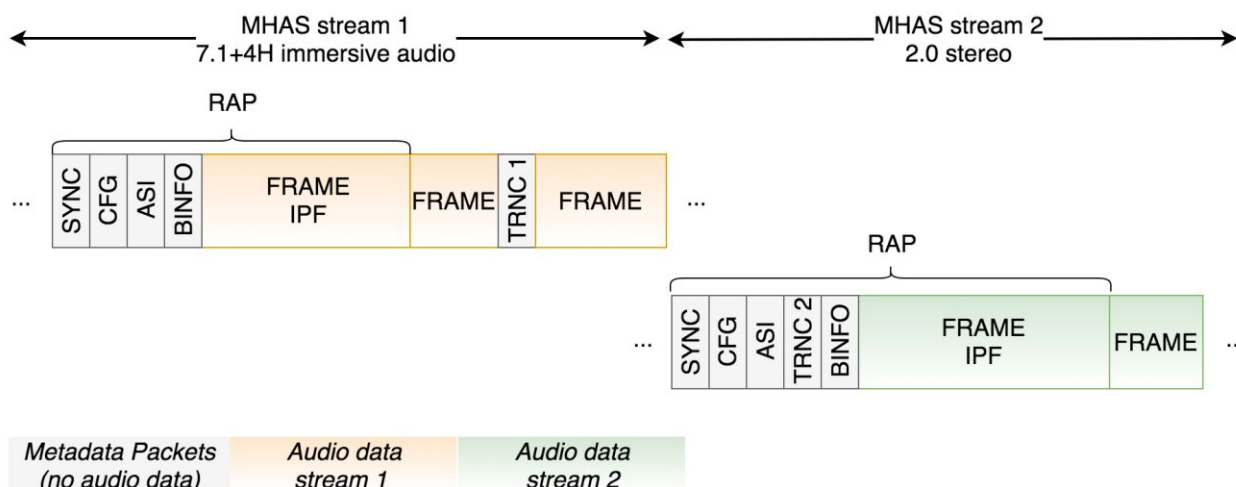 MHAS stream 1
7.1+4H immersive audio
MHAS stream 2
2.0 stereo
RAP
...
SYNC
CFG
ASI
BINFO
FRAME
IPF
FRAME
TRNC 1
FRAME
...
RAP
...
SYNC
CFG
ASI
TRNC 2
BINFO
FRAME
IPF
FRAME
...
Metadata Packets
(no audio data)
Audio data
stream 1
Audio data
stream 2